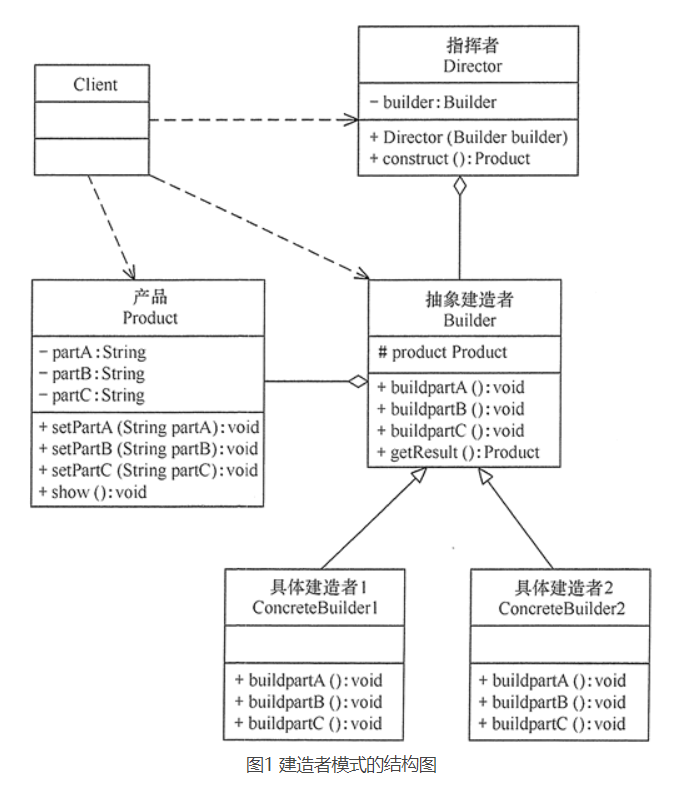 Client
指挥者
Director
− builder:Builder
+ Director (Builder builder)
+ construct ():Product
产品
Product
− partA:String
− partB:String
− partC:String
+ setPartA (String partA):void
+ setPartB (String partB):void
+ setPartC (String partC):void
+ show ():void
抽象建造者
Builder
# product Product
+ buildpartA ():void
+ buildpartB ():void
+ buildpartC ():void
+ getResult ():Product
具体建造者1
ConcreteBuilder1
+ buildpartA ():void
+ buildpartB ():void
+ buildpartC ():void
具体建造者2
ConcreteBuilder2
+ buildpartA ():void
+ buildpartB ():void
+ buildpartC ():void
图1 建造者模式的结构图